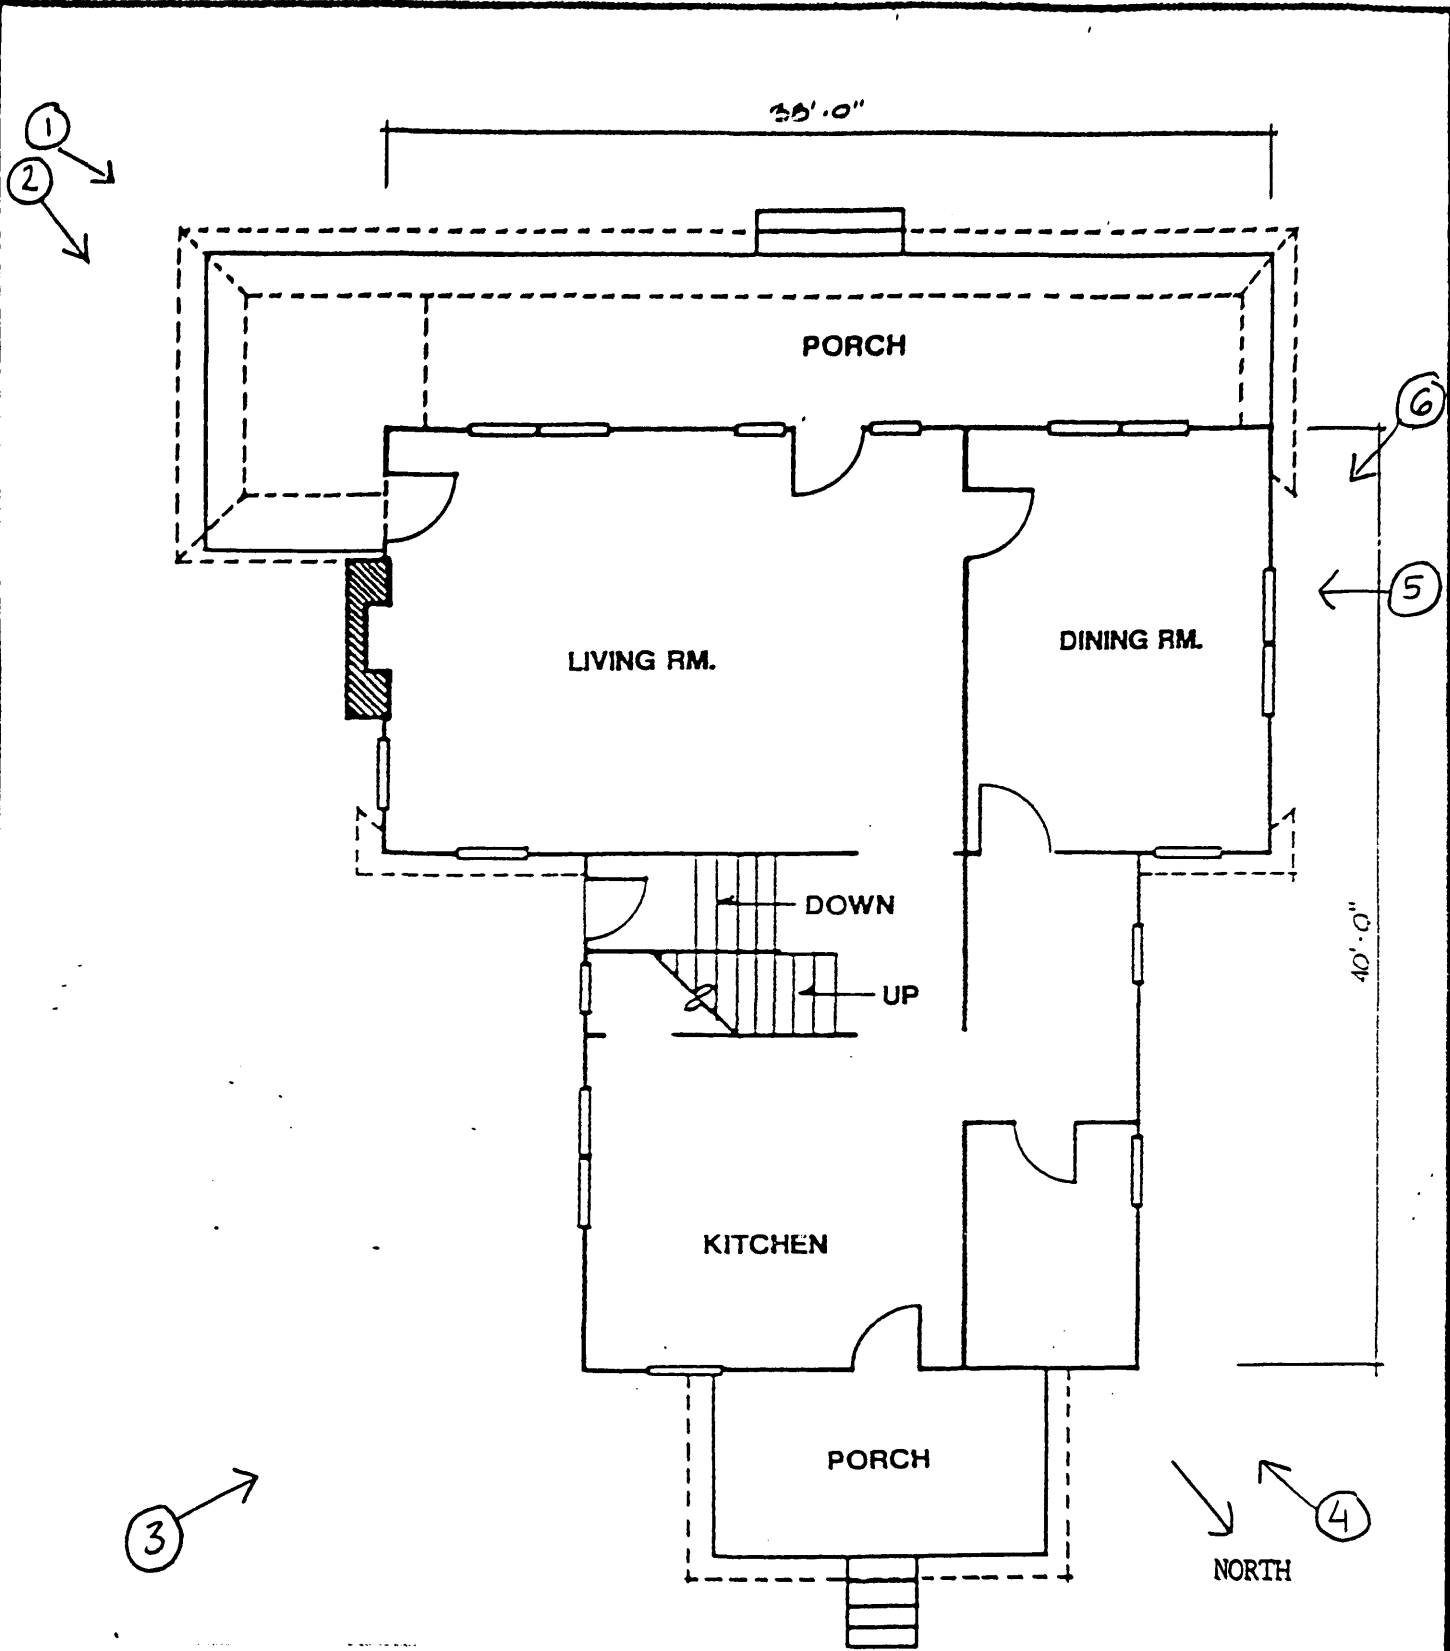 38'·0"
1
2
PORCH
6
5
DINING RM.
LIVING RM.
DOWN
40'·0"
UP
KITCHEN
PORCH
3
4
NORTH